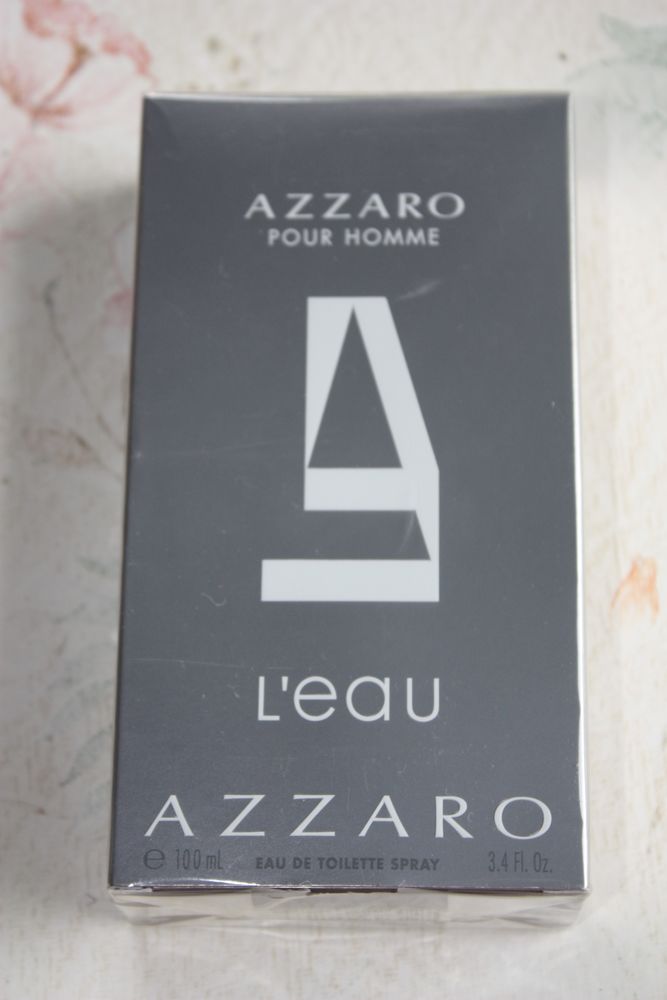 AZZARO
POUR HOMME
L'eau
AZZARO
e 100 mL EAU DE TOILETTE SPRAY 3.4 Fl. Oz.